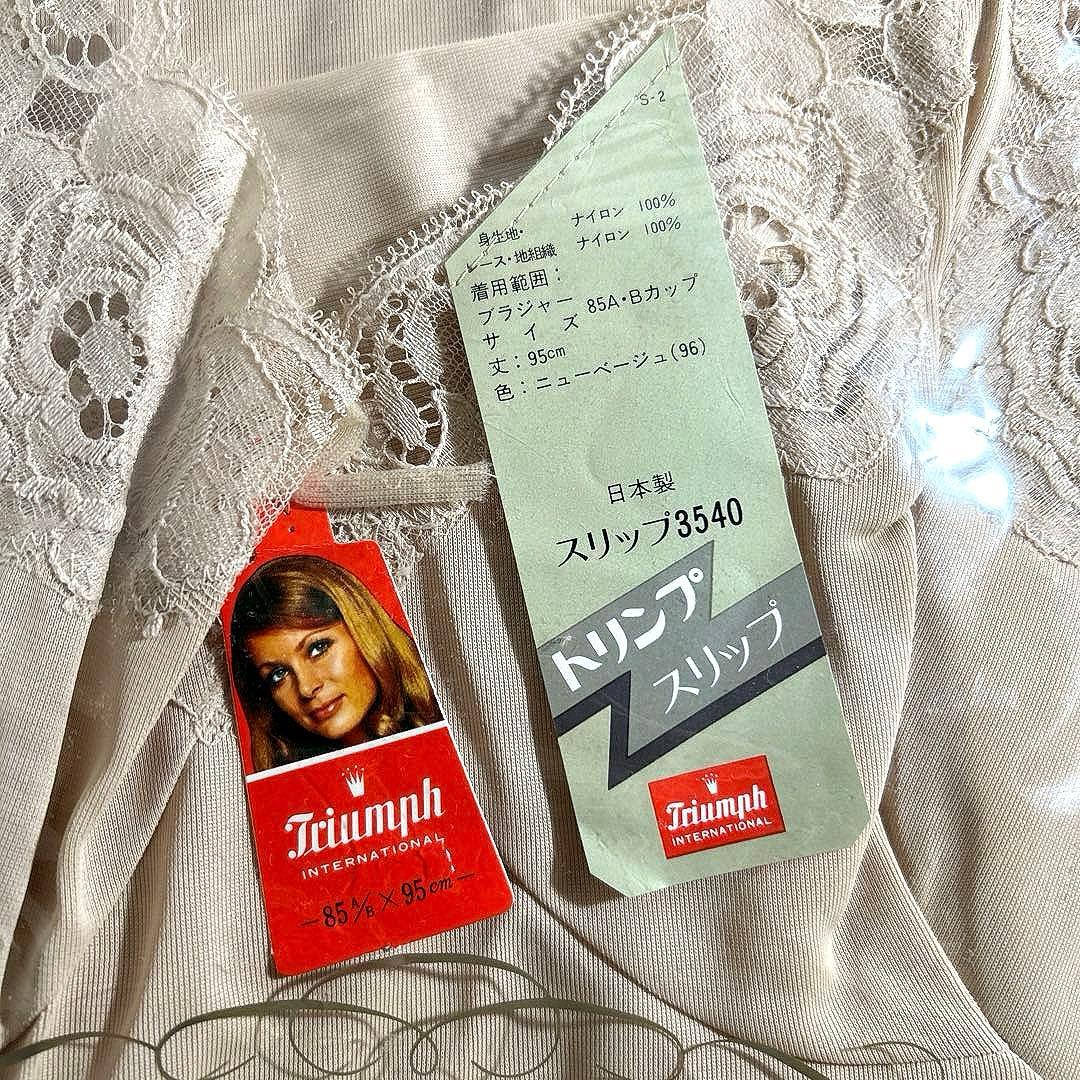 S-2
身生地・ ナイロン 100%
ース・地組織 ナイロン 100%
着用範囲:
ブラジャー
サイズ 85A・Bカップ
丈:95cm
色:ニューベージュ(96)
日本製
スリップ3540
トリンプ
スリップ
Triumph
INTERNATIONAL
Triumph
INTERNATIONAL
-85 A/B × 95cm-